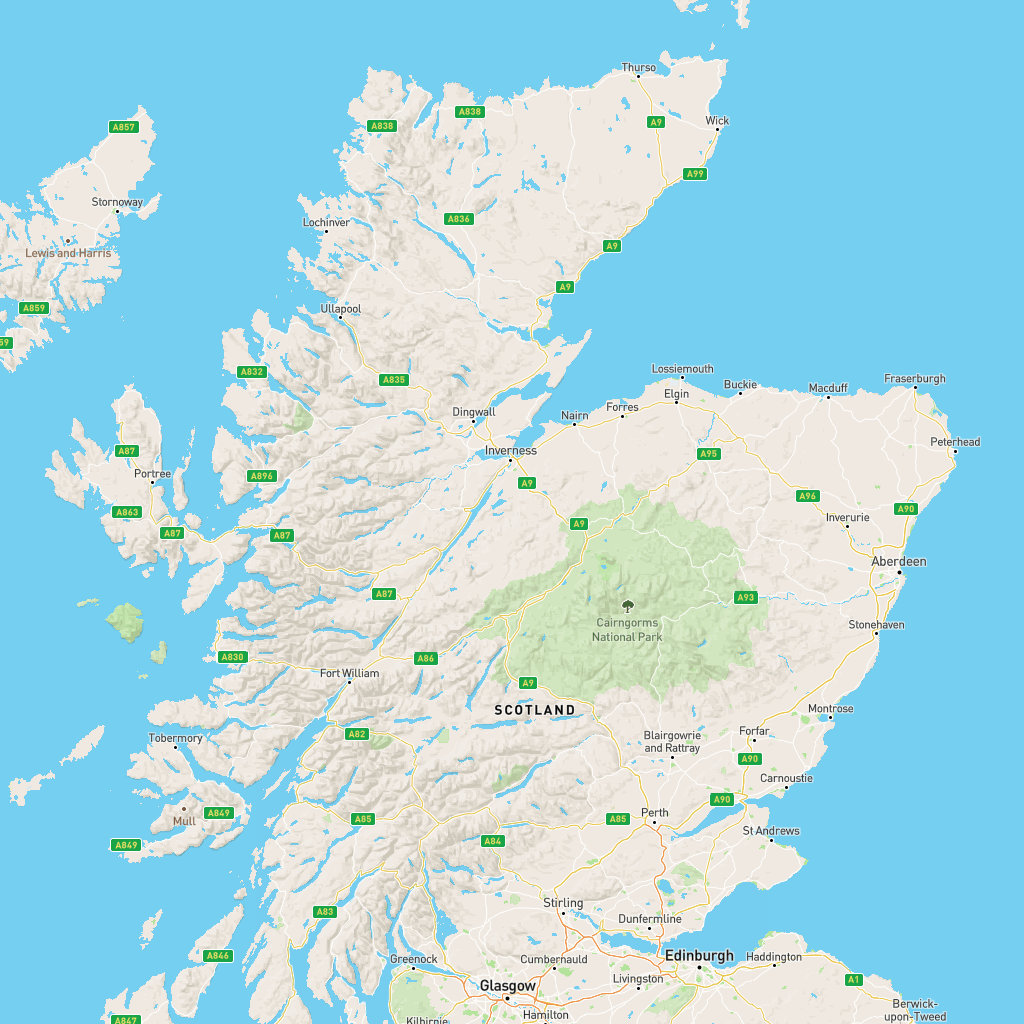 Thurso
A838
A838
A9
Wick
A857
A99
Stornoway
A836
Lochinver
A9
Lewis and Harris
A9
A859
Ullapool
59
A832
A835
Lossiemouth
Buckie
Macduff
Fraserburgh
Elgin
Forres
Nairn
Dingwall
Peterhead
A87
Inverness
A95
Portree
A896
A9
A96
A863
A90
Inverurie
A9
A87
A87
Aberdeen
A87
A93
Cairngorms
National Park
Stonehaven
A830
A86
Fort William
A9
SCOTLAND
Montrose
A82
Forfar
Tobermory
Blairgowrie
and Rattray
A90
Carnoustie
A90
A849
Mull
A85
A85
Perth
St Andrews
A849
A84
Stirling
A83
Dunfermline
A846
Edinburgh
Haddington
Greenock
Cumbernauld
Livingston
A1
Glasgow
Berwick-
upon-Tweed
Hamilton
Kilbirnie
A847